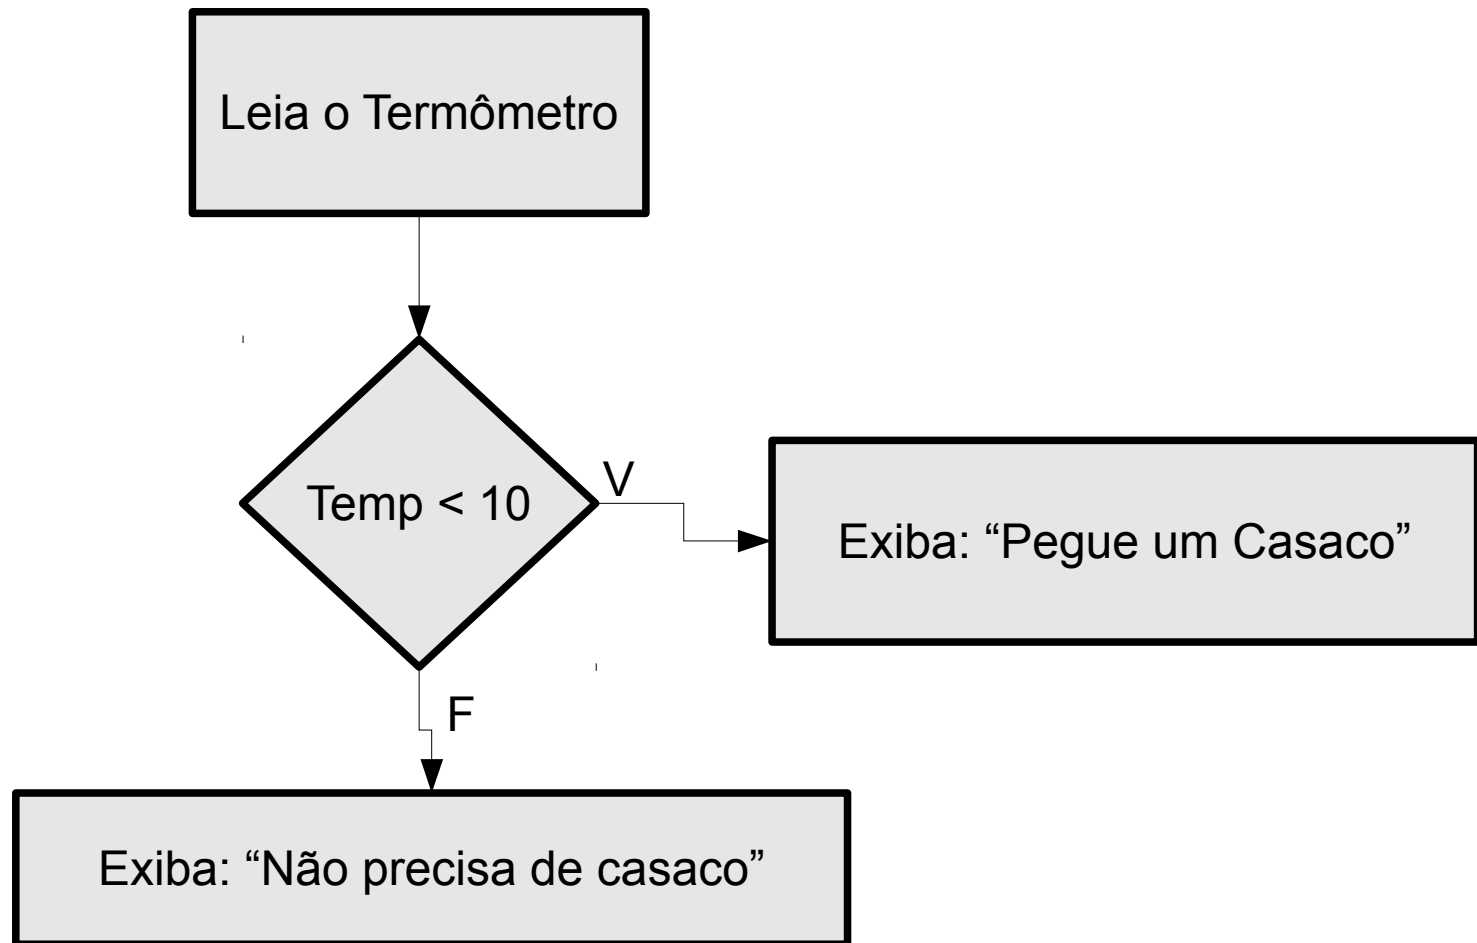 Leia o Termômetro
Temp < 10
V
Exiba: “Pegue um Casaco”
F
Exiba: “Não precisa de casaco”